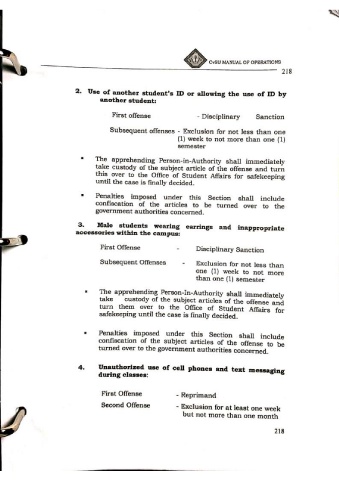 CvSU MANUAL OF OPERATIONS
218
2. Use of another student's ID or allowing the use of ID by
another student:
First offense - Disciplinary Sanction
Subsequent offenses - Exclusion for not less than one
(1) week to not more than one (1)
semester
▪ The apprehending Person-in-Authority shall immediately
take custody of the subject article of the offense and turn
this over to the Office of Student Affairs for safekeeping
until the case is finally decided.
▪ Penalties imposed under this Section shall include
confiscation of the articles to be turned over to the
government authorities concerned.
3. Male students wearing earrings and inappropriate
accessories within the campus:
First Offense - Disciplinary Sanction
Subsequent Offenses - Exclusion for not less than
one (1) week to not more
than one (1) semester
▪ The apprehending Person-In-Authority shall immediately
take custody of the subject articles of the offense and
turn them over to the Office of Student Affairs for
safekeeping until the case is finally decided.
▪ Penalties imposed under this Section shall include
confiscation of the subject articles of the offense to be
turned over to the government authorities concerned.
4. Unauthorized use of cell phones and text messaging
during classes:
First Offense - Reprimand
Second Offense - Exclusion for at least one week
but not more than one month
218